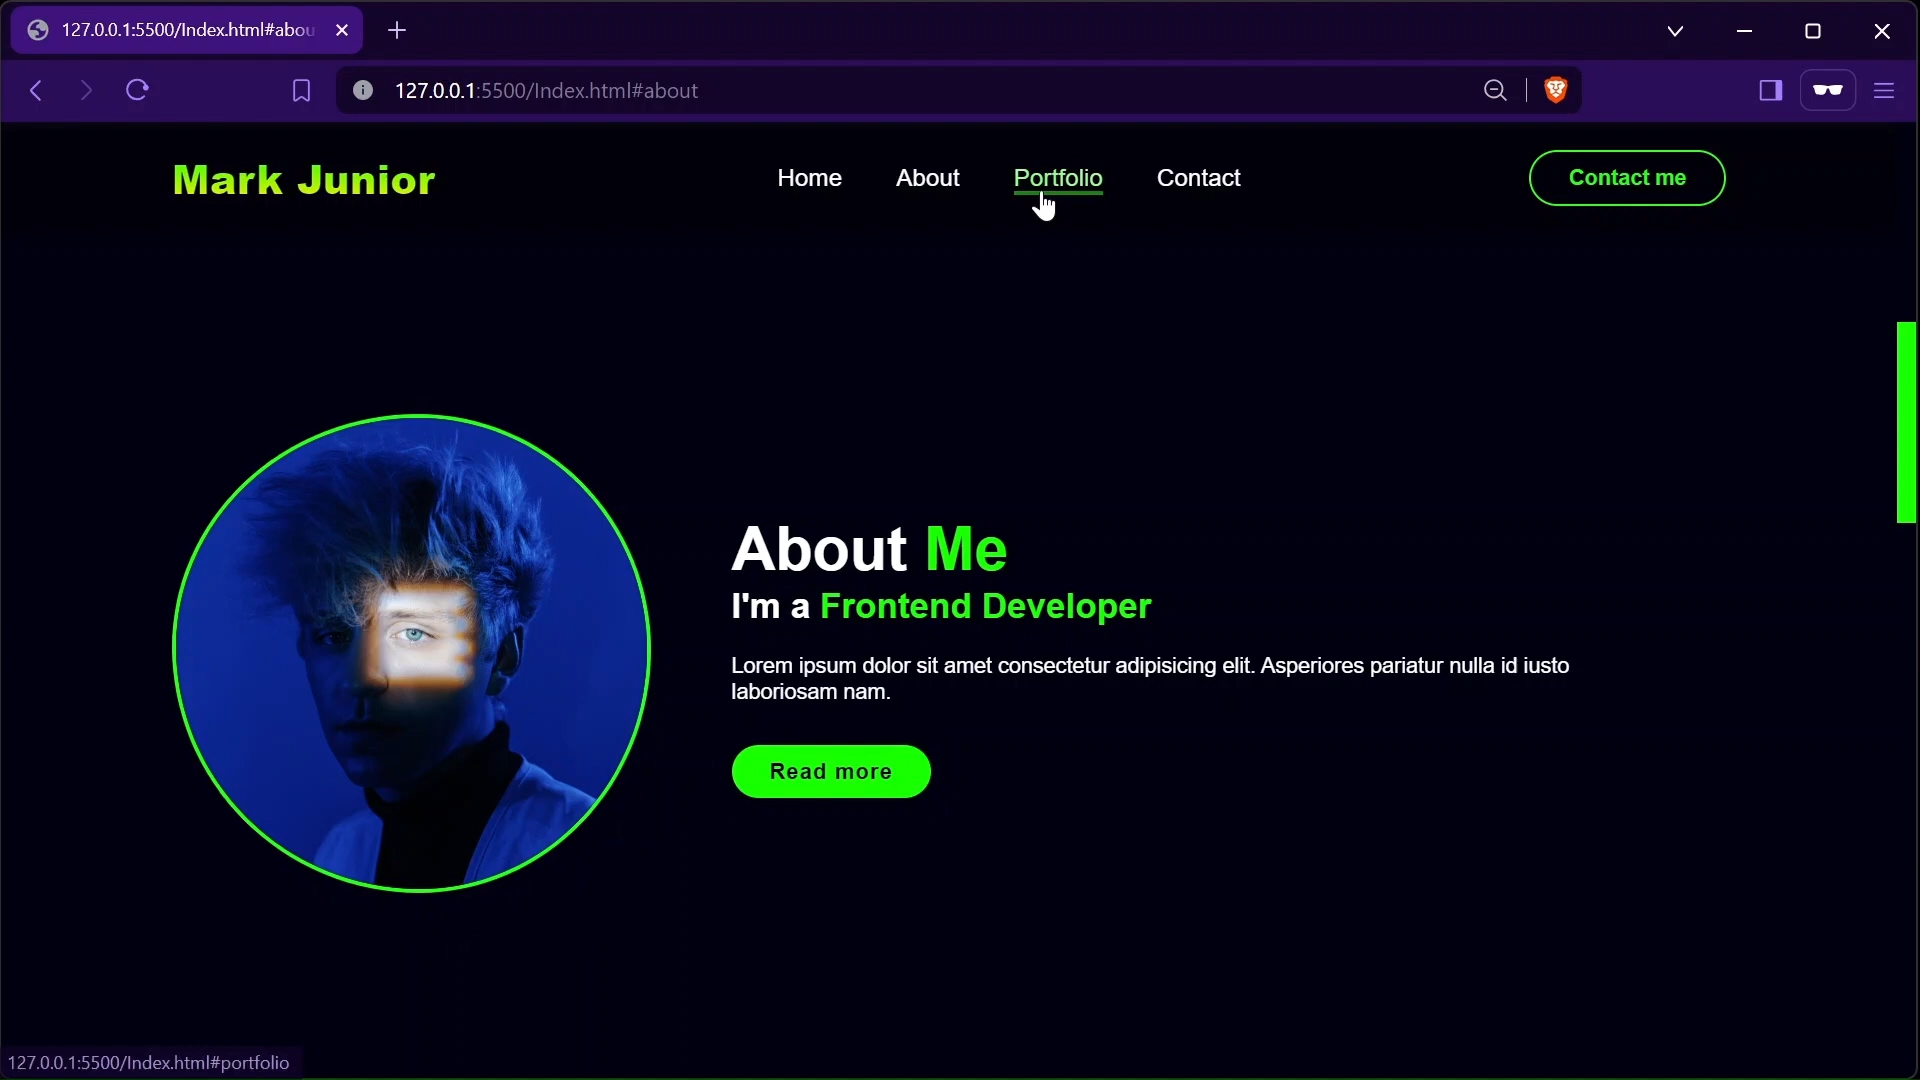 127.0.0.1:5500/Index.html#abou
127.0.0.1:5500/Index.html#about
Mark Junior
Home
About
Portfolio
Contact
Contact me
About Me
I'm a Frontend Developer
Lorem ipsum dolor sit amet consectetur adipisicing elit. Asperiores pariatur nulla id iusto
laboriosam nam.
Read more
127.0.0.1:5500/Index.html#portfolio